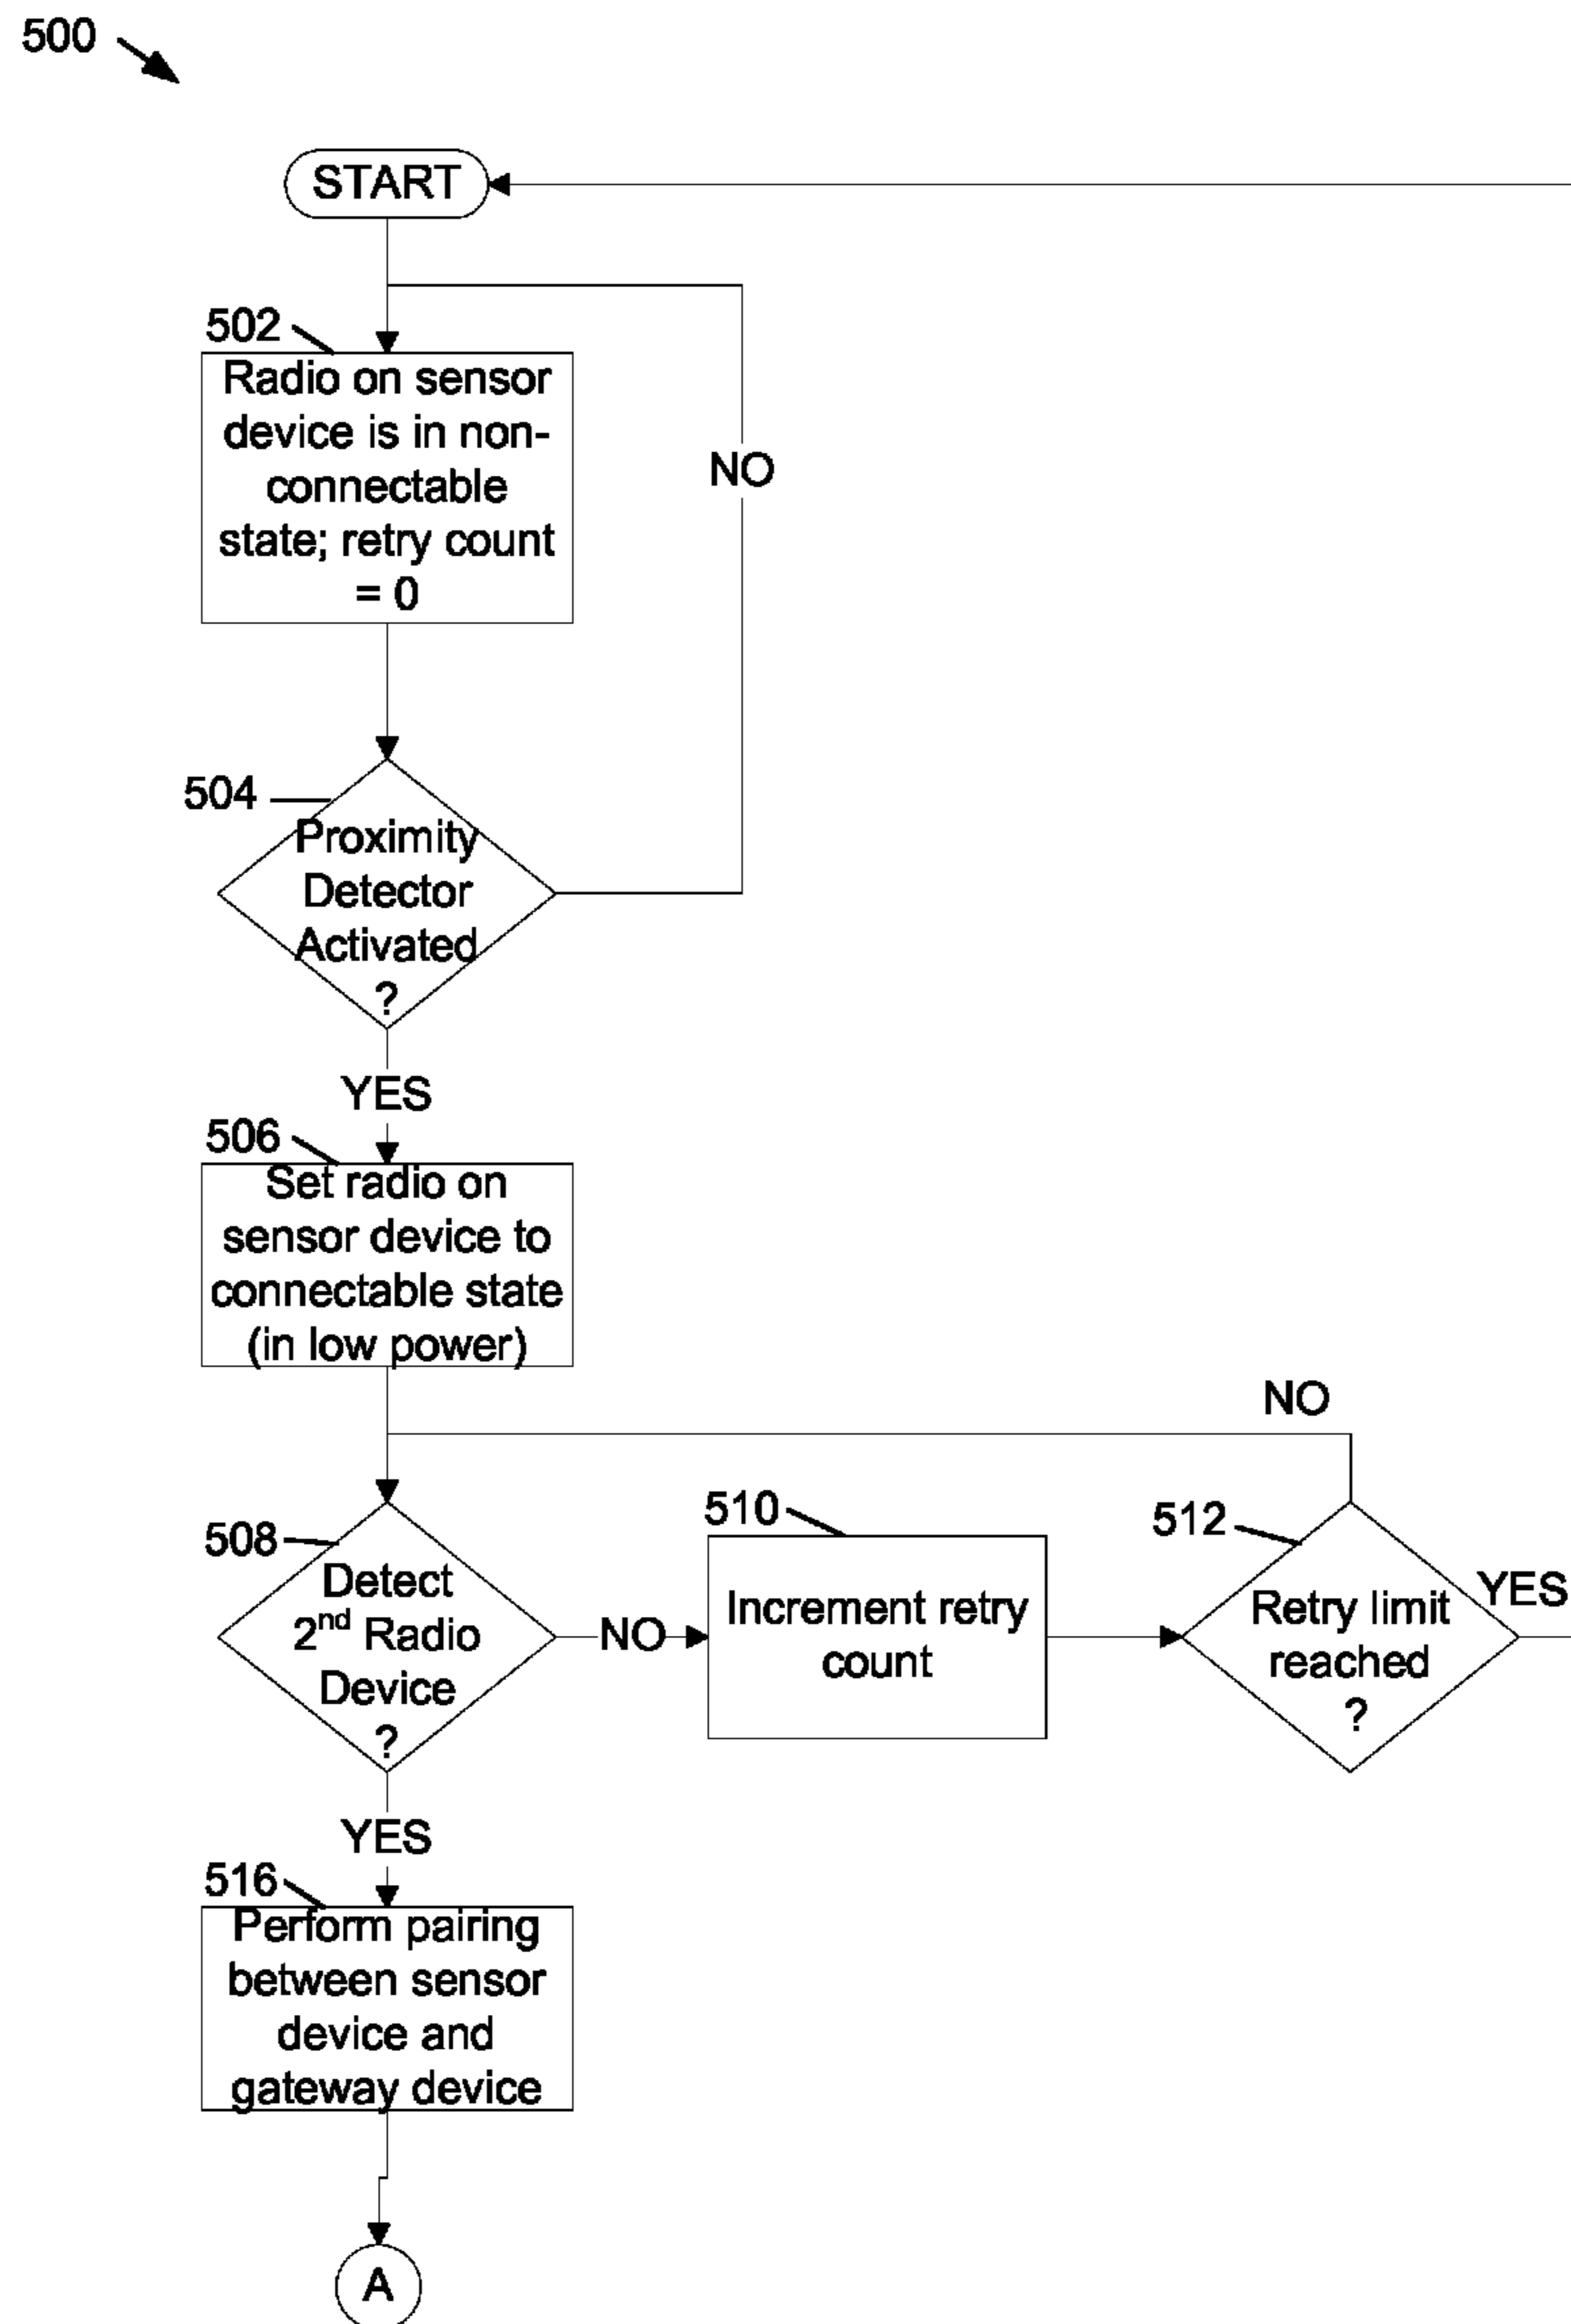 500
START
502
Radio on sensor
device is in non-
connectable
state; retry count
= 0
NO
504
Proximity
Detector
Activated
?
YES
506
Set radio on
sensor device to
connectable state
(in low power)
NO
508
Detect
2nd Radio
Device
?
NO
510
Increment retry
count
512
Retry limit
reached
?
YES
YES
516
Perform pairing
between sensor
device and
gateway device
A